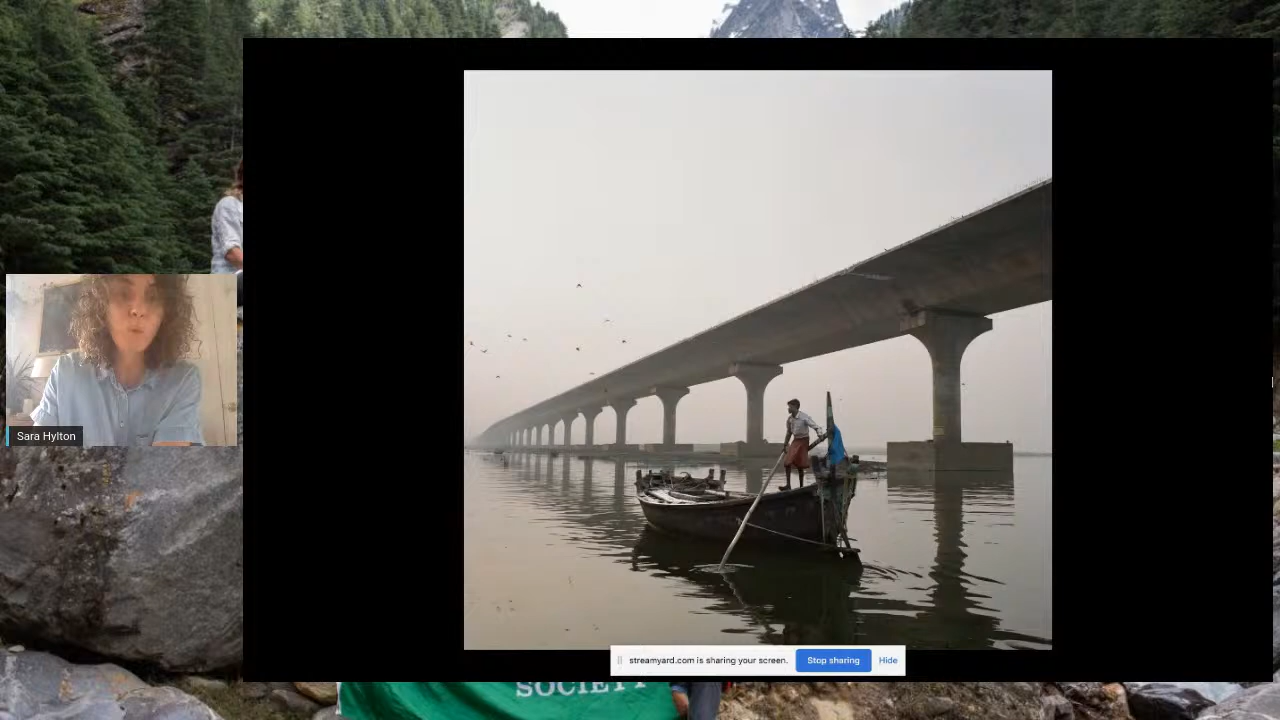 Sara Hylton
streamyard.com is sharing your screen.
Stop sharing
Hide
SOCIETY